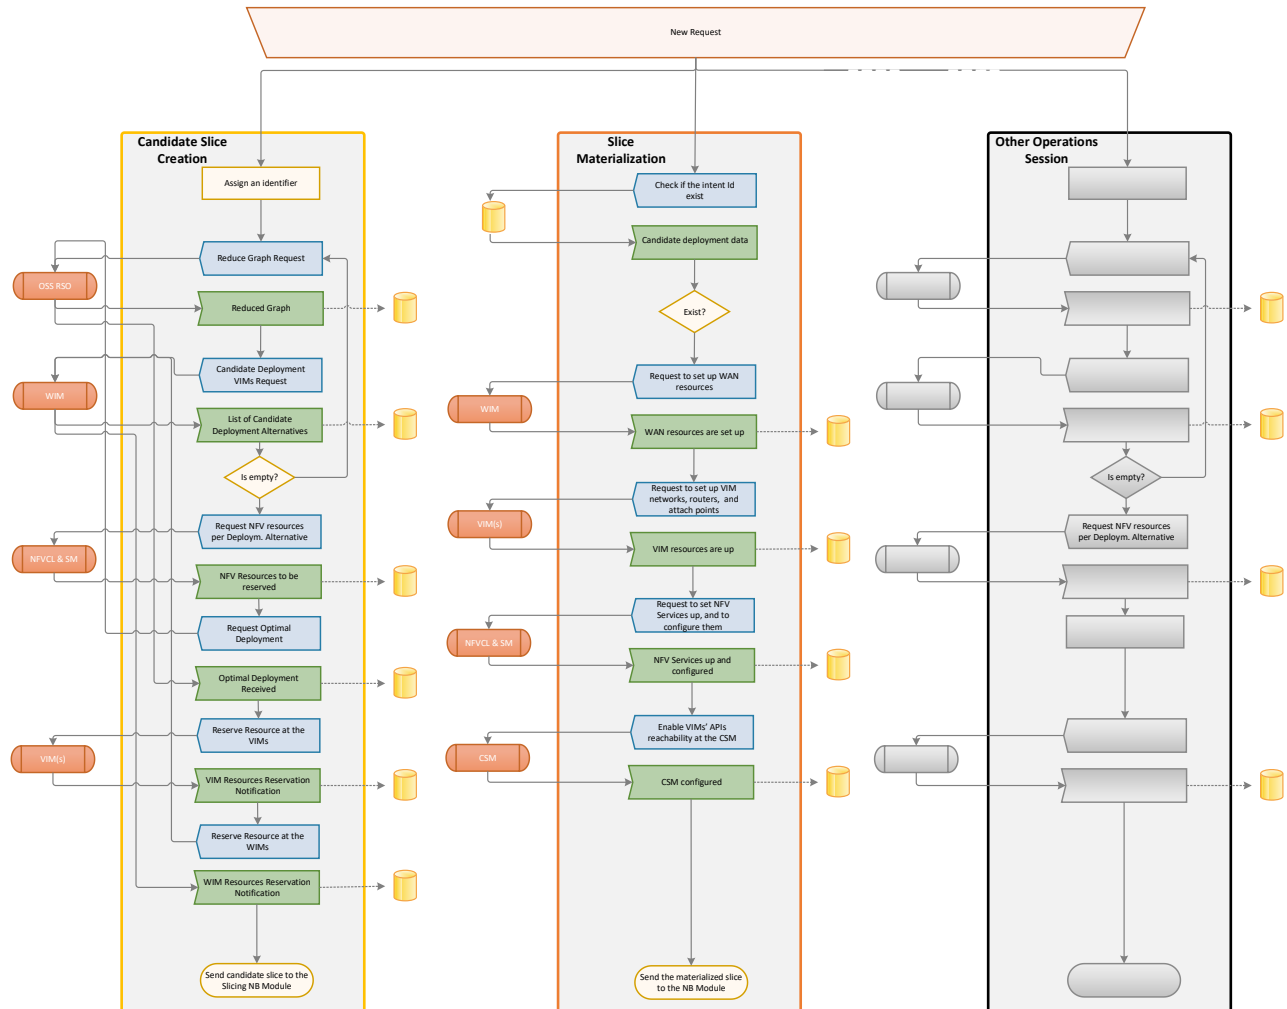 New Request
Candidate Slice
Creation
Assign an identifier
Reduce Graph Request
OSS RSO
Reduced Graph
Candidate Deployment
VIMs Request
WIM
List of Candidate
Deployment Alternatives
Is empty?
Request NFV resources
per Deploym. Alternative
NFVCL & SM
NFV Resources to be
reserved
Request Optimal
Deployment
Optimal Deployment
Received
Reserve Resource at the
VIMs
VIM(s)
VIM Resources Reservation
Notification
Reserve Resource at the
WIMs
WIM Resources Reservation
Notification
Send candidate slice to the
Slicing NB Module
Slice
Materialization
Check if the intent Id
exist
Candidate deployment data
Exist?
Request to set up WAN
resources
WIM
WAN resources are set up
Request to set up VIM
networks, routers, and
attach points
VIM(s)
VIM resources are up
Request to set NFV
Services up, and to
configure them
NFVCL & SM
NFV Services up and
configured
Enable VIMs' APIs
reachability at the CSM
CSM
CSM configured
Send the materialized slice
to the NB Module
Other Operations
Session
Is empty?
Request NFV resources
per Deploym. Alternative